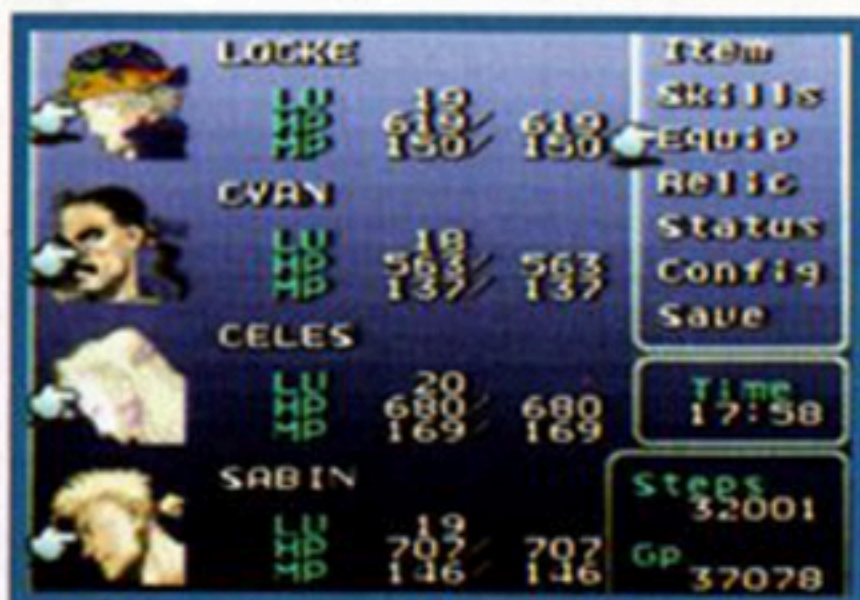 LOCKE
LV 19
HP 619/ 619
MP 150/ 150
CYAN
LV 18
HP 563/ 563
MP 137/ 137
CELES
LV 20
HP 680/ 680
MP 169/ 169
SABIN
LV 19
HP 707/ 707
MP 146/ 146
Item
Skills
Equip
Relic
Status
Config
Save
Time
17:58
Steps
32001
Gp
37078